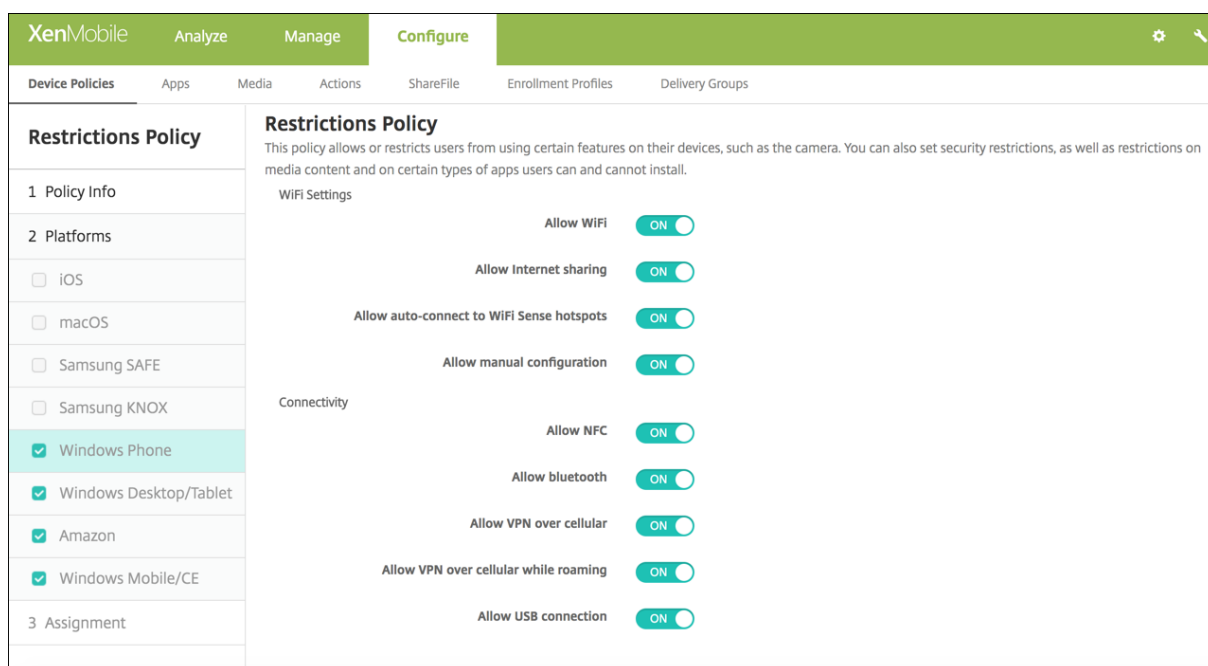 XenMobile Analyze Manage Configure
Device Policies Apps Media Actions ShareFile Enrollment Profiles Delivery Groups
Restrictions Policy
1 Policy Info
2 Platforms
iOS
macOS
Samsung SAFE
Samsung KNOX
Windows Phone
Windows Desktop/Tablet
Amazon
Windows Mobile/CE
3 Assignment
Restrictions Policy
This policy allows or restricts users from using certain features on their devices, such as the camera. You can also set security restrictions, as well as restrictions on
media content and on certain types of apps users can and cannot install.
WiFi Settings
Allow WiFi ON
Allow Internet sharing ON
Allow auto-connect to WiFi Sense hotspots ON
Allow manual configuration ON
Connectivity
Allow NFC ON
Allow bluetooth ON
Allow VPN over cellular ON
Allow VPN over cellular while roaming ON
Allow USB connection ON